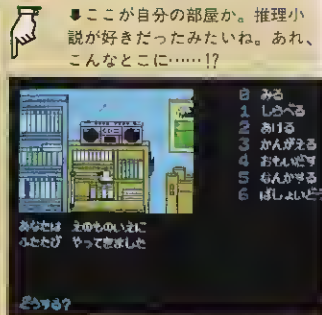 ⬇ここが自分の部屋か。推理小
説が好きだったみたいね。あれ、
こんなとこに……!?
0 みる
1 しらべる
2 あける
3 かんがえる
4 おもいだす
5 なんかする
6 ばしょいどう
あなたは えのもとのいえに
ふたたび やってきました
どうする?